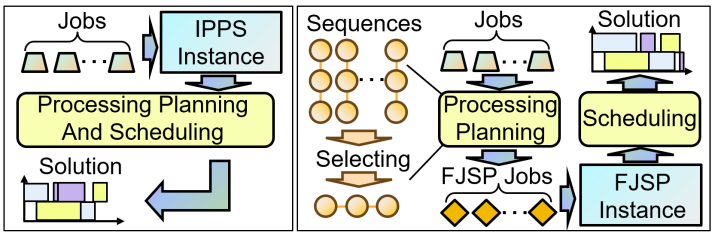 Jobs
IPPS
Instance
Processing Planning
And Scheduling
Solution
Sequences
Selecting
Jobs
Processing
Planning
FJSP Jobs
FJSP
Instance
Scheduling
Solution